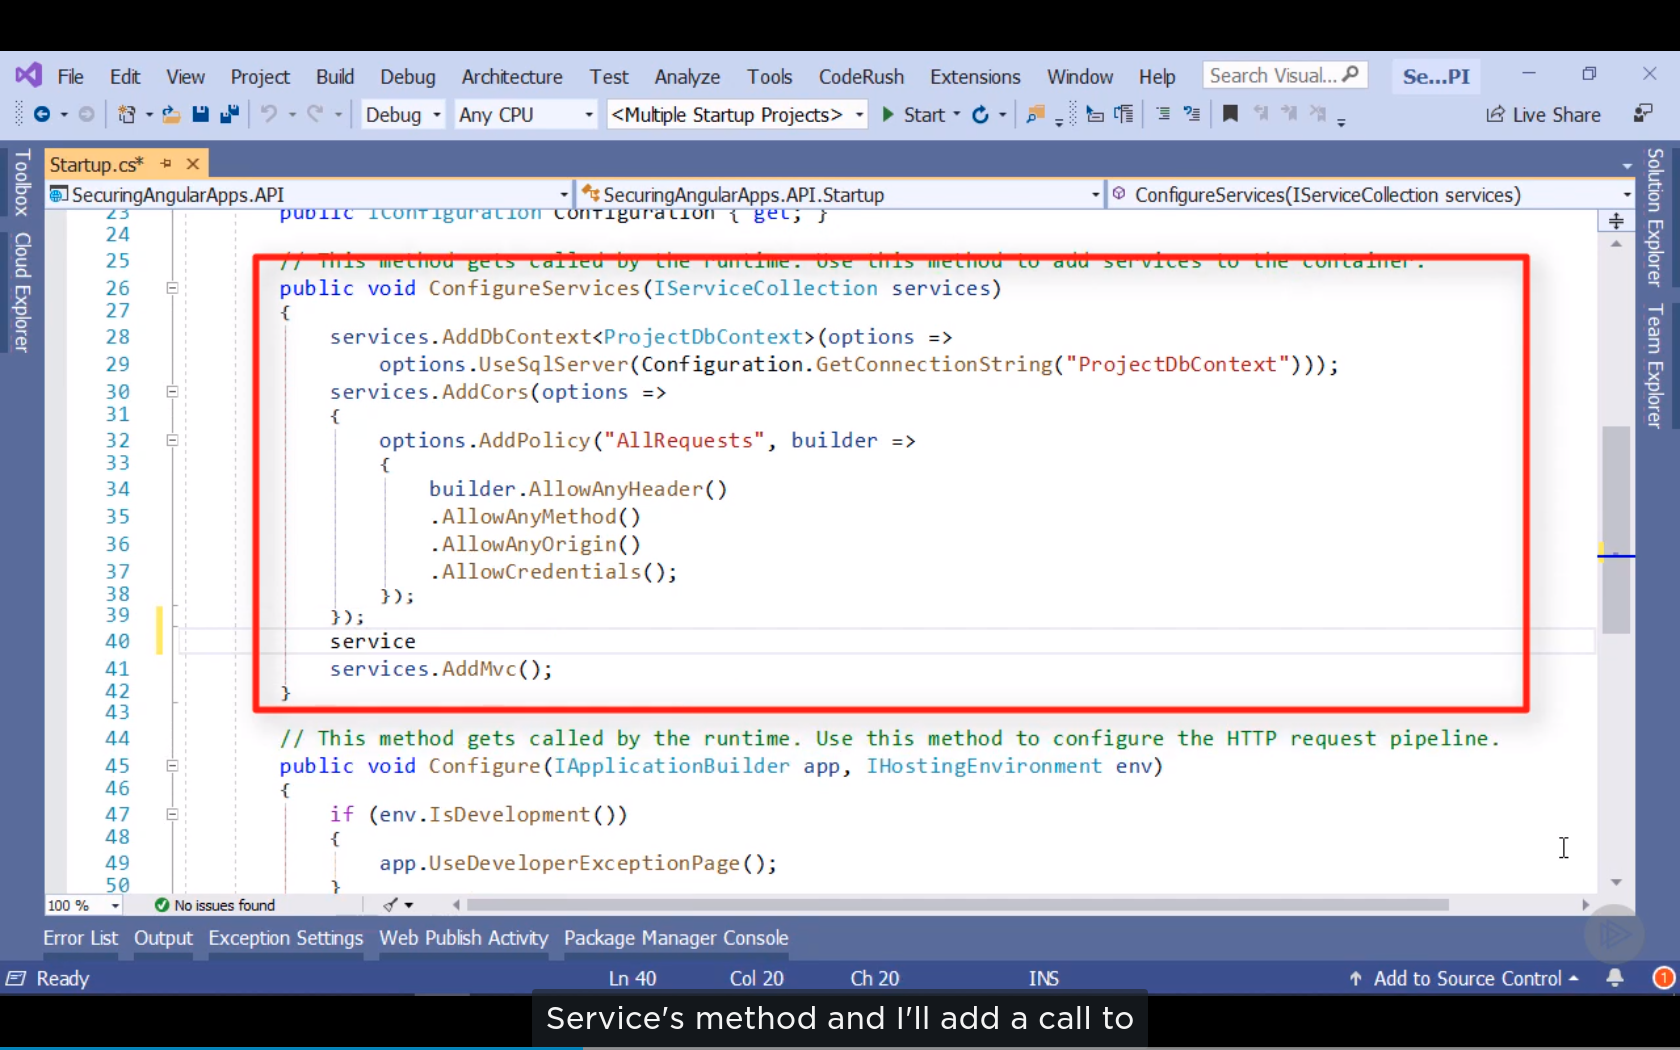 File Edit View Project Build Debug Architecture Test Analyze Tools CodeRush Extensions Window Help Search Visual... Se...PI
Debug Any CPU <Multiple Startup Projects> Start Live Share
Startup.cs*
SecuringAngularApps.API SecuringAngularApps.API.Startup ConfigureServices(IServiceCollection services)
Toolbox
Cloud Explorer
Solution Explorer
Team Explorer
23 public IConfiguration Configuration { get; }
24
25 // This method gets called by the runtime. Use this method to add services to the container.
26 public void ConfigureServices(IServiceCollection services)
27 {
28 services.AddDbContext<ProjectDbContext>(options =>
29 options.UseSqlServer(Configuration.GetConnectionString("ProjectDbContext")));
30 services.AddCors(options =>
31 {
32 options.AddPolicy("AllRequests", builder =>
33 {
34 builder.AllowAnyHeader()
35 .AllowAnyMethod()
36 .AllowAnyOrigin()
37 .AllowCredentials();
38 });
39 });
40 service
41 services.AddMvc();
42 }
43
44 // This method gets called by the runtime. Use this method to configure the HTTP request pipeline.
45 public void Configure(IApplicationBuilder app, IHostingEnvironment env)
46 {
47 if (env.IsDevelopment())
48 {
49 app.UseDeveloperExceptionPage();
50 }
100 % No issues found
Error List Output Exception Settings Web Publish Activity Package Manager Console
Ready Ln 40 Col 20 Ch 20 INS Add to Source Control 1
Service's method and I'll add a call to